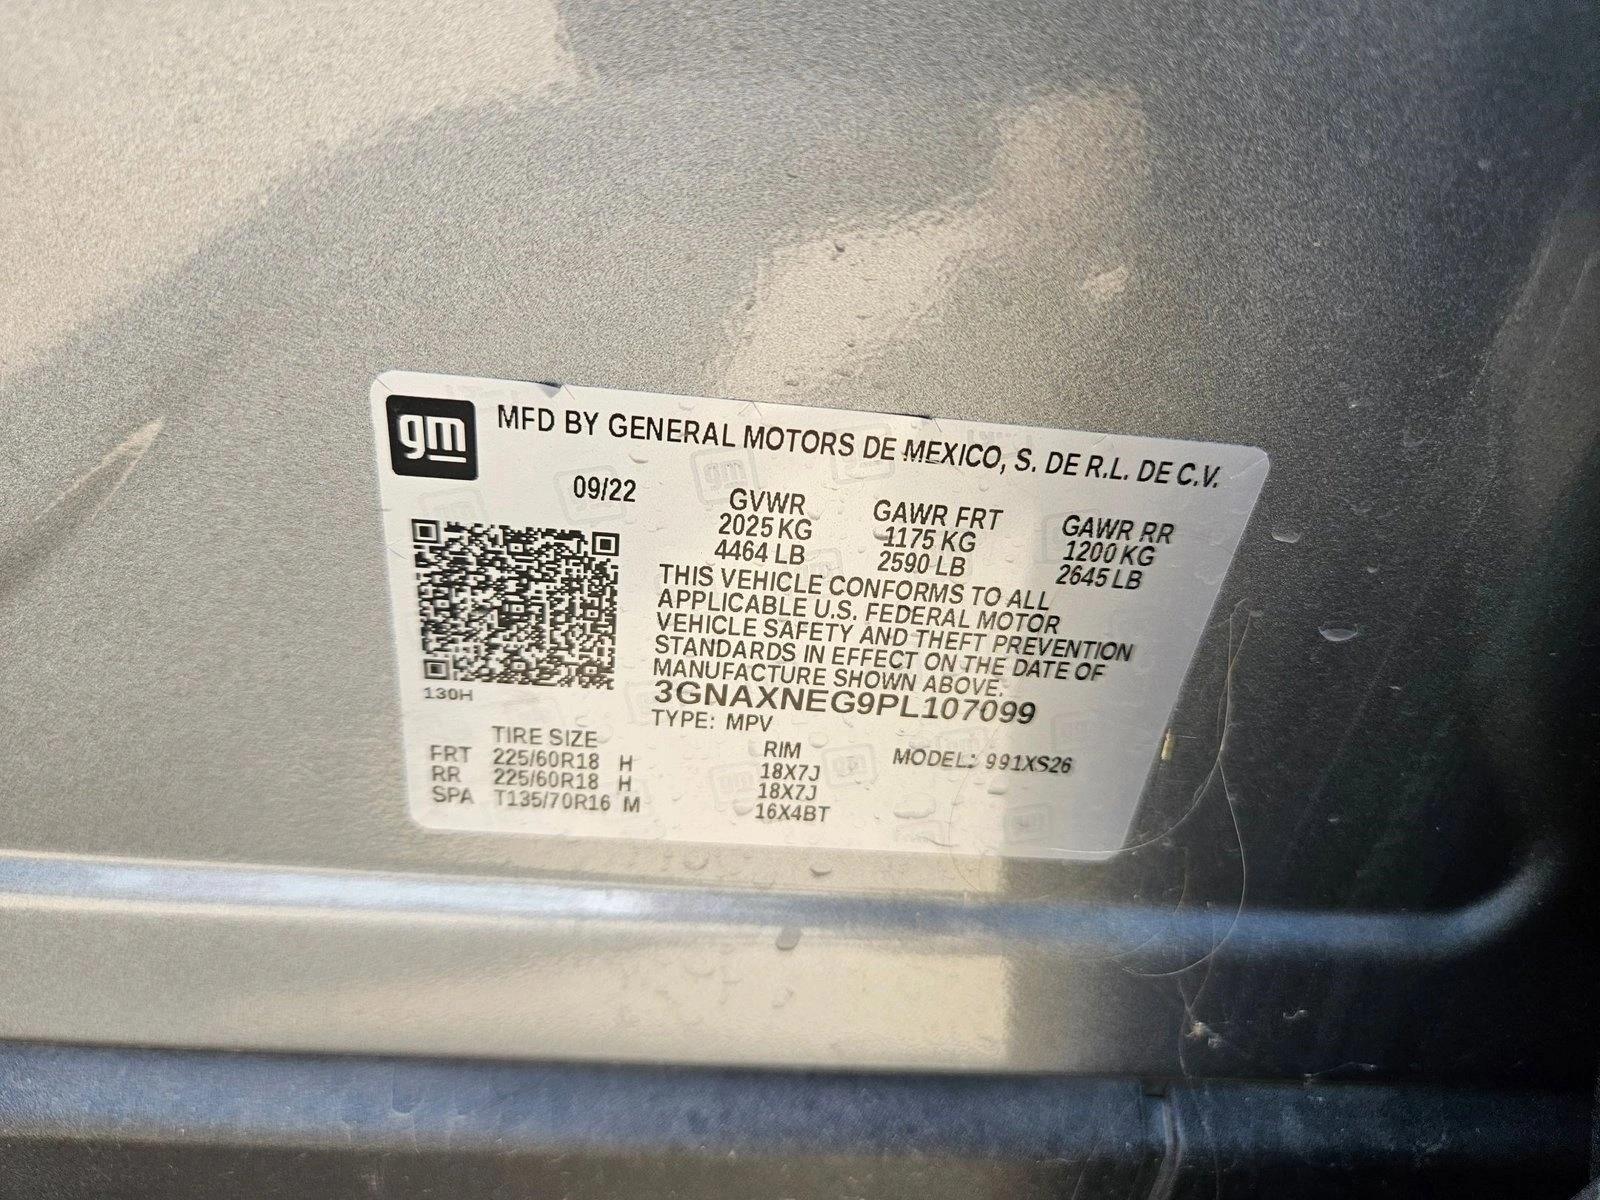 gm
MFD BY GENERAL MOTORS DE MEXICO, S. DE R.L. DE C.V.
09/22
GVWR GAWR FRT GAWR RR
2025 KG 1175 KG 1200 KG
4464 LB 2590 LB 2645 LB
THIS VEHICLE CONFORMS TO ALL
APPLICABLE U.S. FEDERAL MOTOR
VEHICLE SAFETY AND THEFT PREVENTION
STANDARDS IN EFFECT ON THE DATE OF
MANUFACTURE SHOWN ABOVE.
130H
3GNAXNEG9PL107099
TYPE: MPV
MODEL: 991XS26
TIRE SIZE RIM
FRT 225/60R18 H 18X7J
RR 225/60R18 H 18X7J
SPA T135/70R16 M 16X4BT